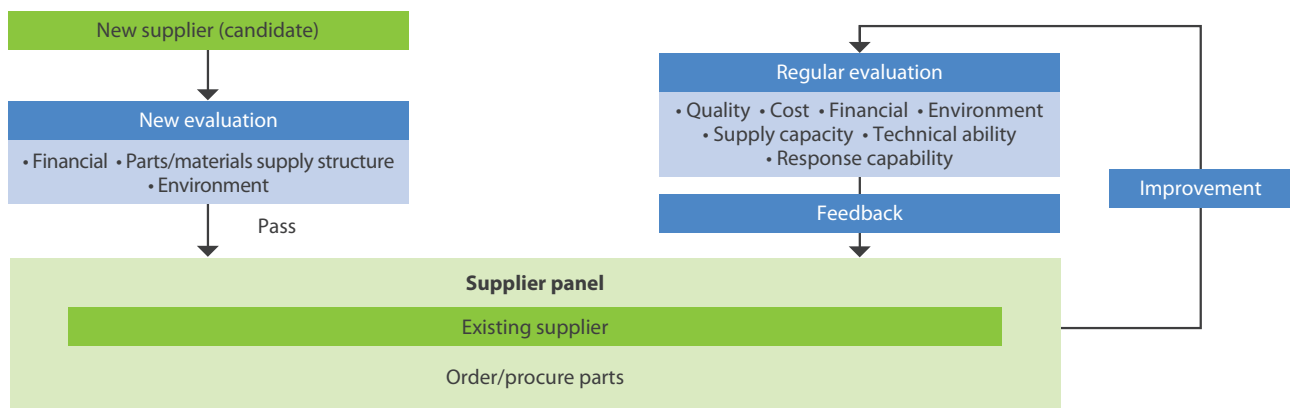 New supplier (candidate)
New evaluation
• Financial • Parts/materials supply structure
• Environment
Pass
Regular evaluation
• Quality • Cost • Financial • Environment
• Supply capacity • Technical ability
• Response capability
Feedback
Improvement
Supplier panel
Existing supplier
Order/procure parts